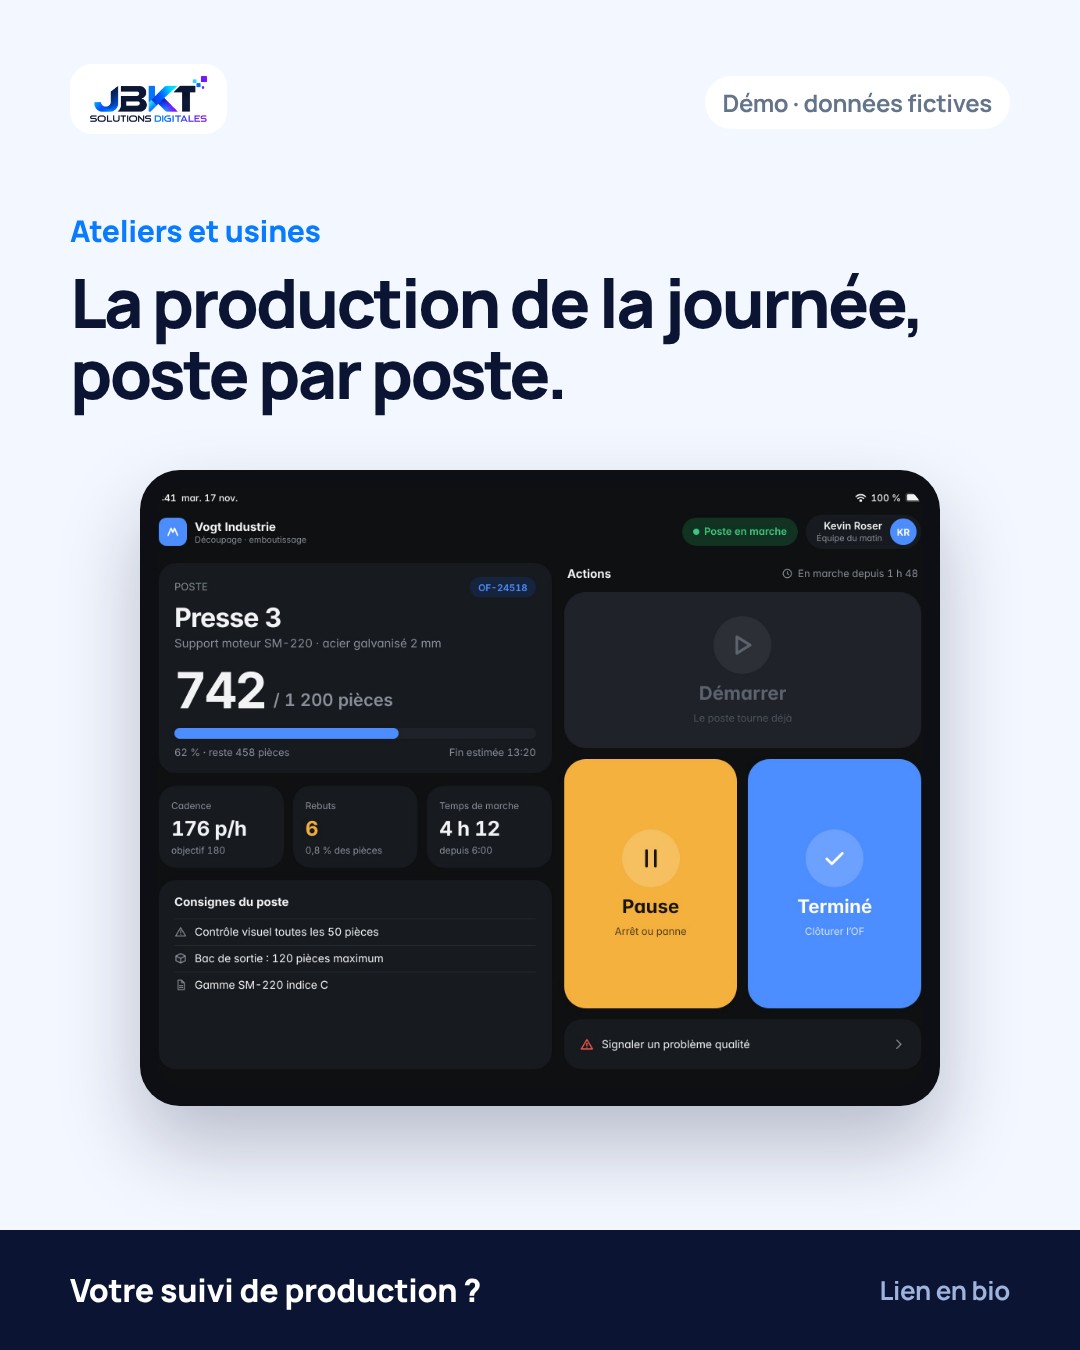 JBKT
SOLUTIONS DIGITALES
Démo · données fictives
Ateliers et usines
La production de la journée,
poste par poste.
.41 mar. 17 nov.
100 %
Vogt Industrie
Découpage · emboutissage
Poste en marche
Kevin Roser
Équipe du matin
KR
POSTE
OF-24518
Presse 3
Support moteur SM-220 · acier galvanisé 2 mm
742 / 1 200 pièces
62 % · reste 458 pièces
Fin estimée 13:20
Cadence
176 p/h
objectif 180
Rebuts
6
0,8 % des pièces
Temps de marche
4 h 12
depuis 6:00
Consignes du poste
Contrôle visuel toutes les 50 pièces
Bac de sortie : 120 pièces maximum
Gamme SM-220 indice C
Actions
En marche depuis 1 h 48
Démarrer
Le poste tourne déjà
Pause
Arrêt ou panne
Terminé
Clôturer l'OF
Signaler un problème qualité
Votre suivi de production ?
Lien en bio